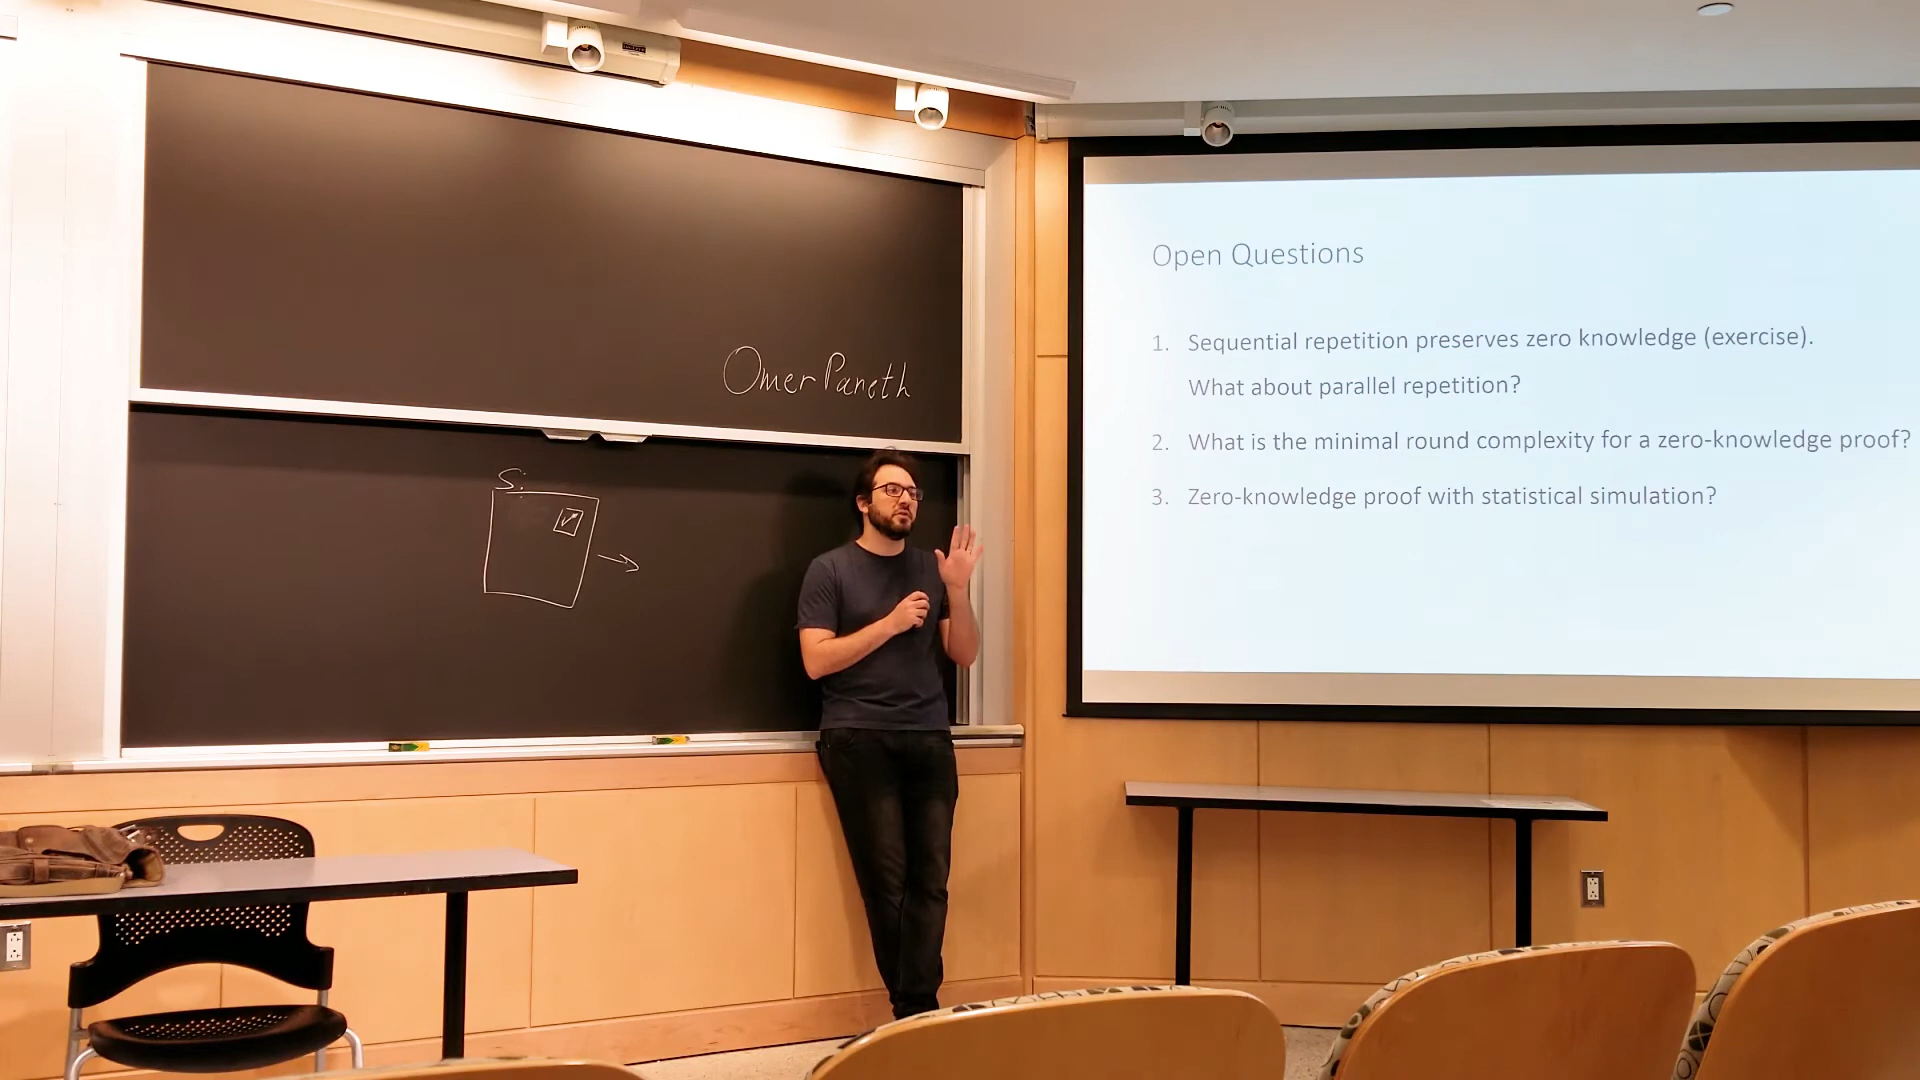 Omer Paneth
S:
V*
Open Questions
1. Sequential repetition preserves zero knowledge (exercise).
What about parallel repetition?
2. What is the minimal round complexity for a zero-knowledge proof?
3. Zero-knowledge proof with statistical simulation?